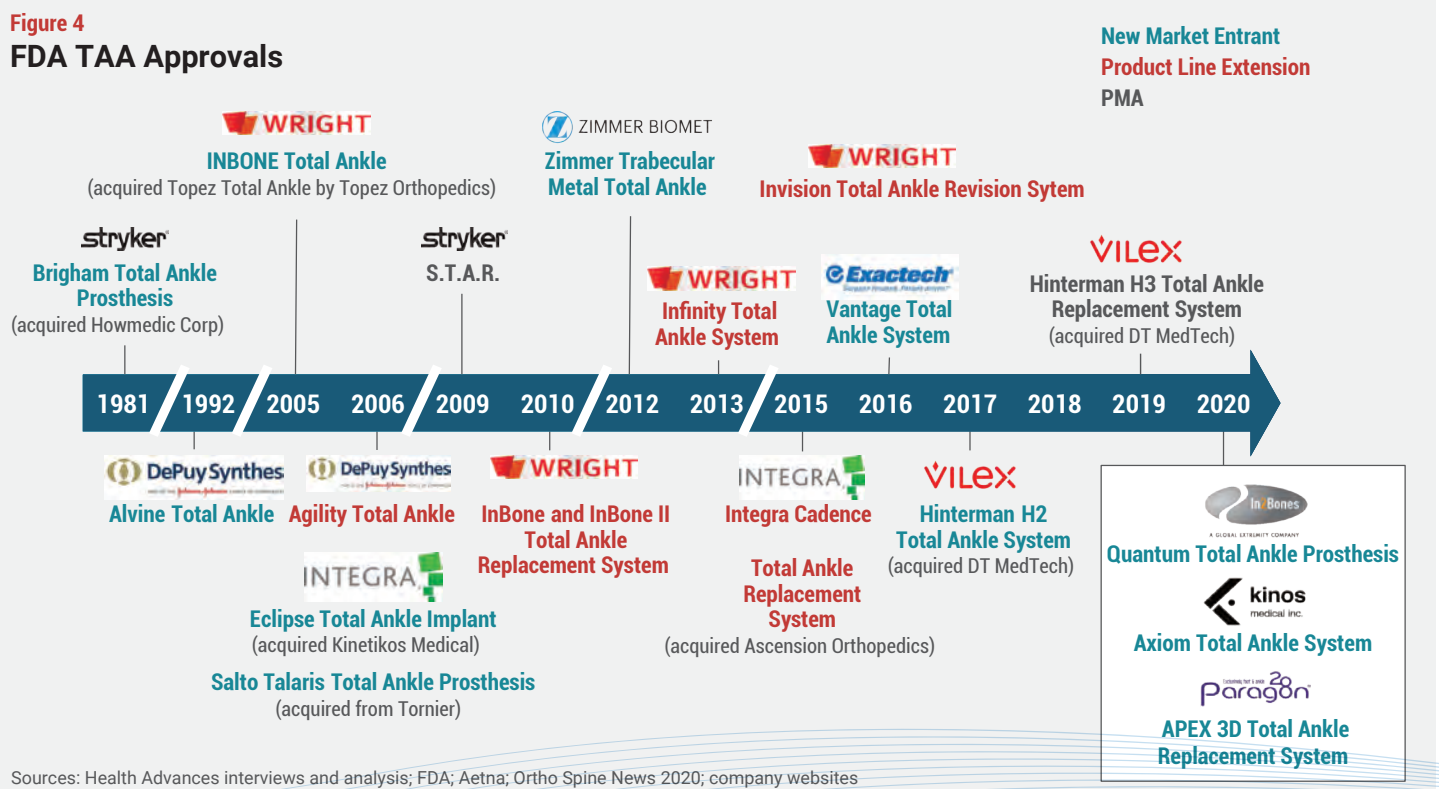 Figure 4
FDA TAA Approvals
New Market Entrant
Product Line Extension
PMA
WRIGHT
INBONE Total Ankle
(acquired Topez Total Ankle by Topez Orthopedics)
ZIMMER BIOMET
Zimmer Trabecular
Metal Total Ankle
WRIGHT
Invision Total Ankle Revision Sytem
stryker
Brigham Total Ankle
Prosthesis
(acquired Howmedic Corp)
stryker
S.T.A.R.
WRIGHT
Infinity Total
Ankle System
Exactech
Vantage Total
Ankle System
VILEX
Hinterman H3 Total Ankle
Replacement System
(acquired DT MedTech)
1981 1992 2005 2006 2009 2010 2012 2013 2015 2016 2017 2018 2019 2020
DePuy Synthes
Alvine Total Ankle
DePuy Synthes
Agility Total Ankle
INTEGRA
Eclipse Total Ankle Implant
(acquired Kinetikos Medical)
Salto Talaris Total Ankle Prosthesis
(acquired from Tornier)
WRIGHT
InBone and InBone II
Total Ankle
Replacement System
INTEGRA
Integra Cadence
Total Ankle
Replacement
System
(acquired Ascension Orthopedics)
VILEX
Hinterman H2
Total Ankle System
(acquired DT MedTech)
In2Bones
A GLOBAL EXTREMITY COMPANY
Quantum Total Ankle Prosthesis
kinos
medical inc.
Axiom Total Ankle System
Paragon 28
APEX 3D Total Ankle
Replacement System
Sources: Health Advances interviews and analysis; FDA; Aetna; Ortho Spine News 2020; company websites